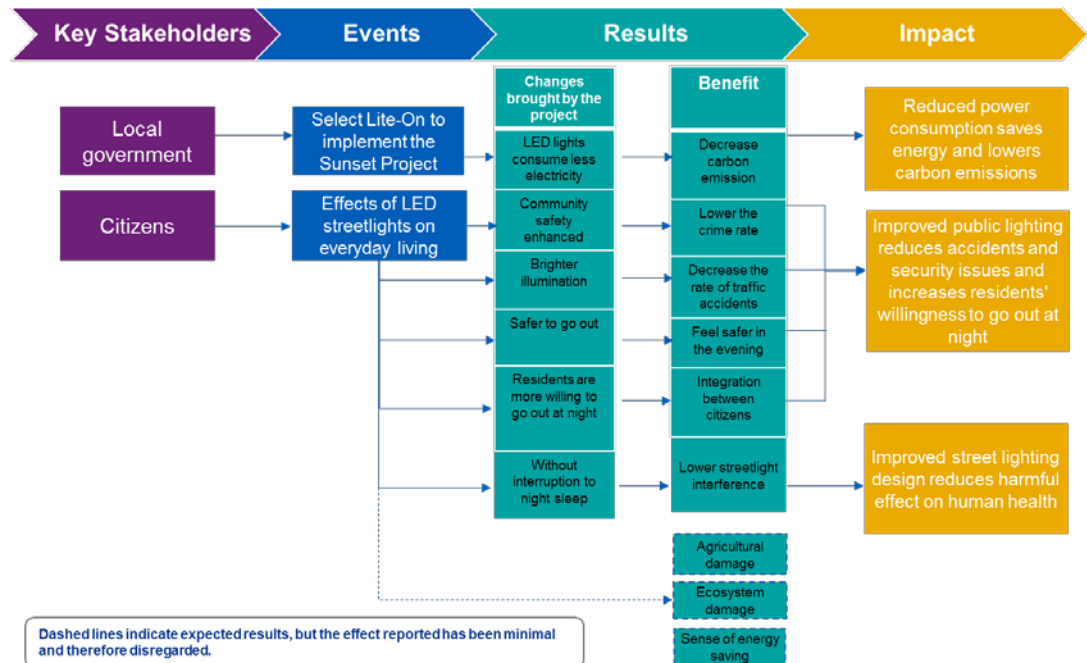 Key Stakeholders
Events
Results
Impact
Changes
brought by the
project
Benefit
Local
government
Select Lite-On to
implement the
Sunset Project
LED lights
consume less
electricity
Decrease
carbon
emission
Reduced power
consumption saves
energy and lowers
carbon emissions
Citizens
Effects of LED
streetlights on
everyday living
Community
safety
enhanced
Lower the
crime rate
Improved public lighting
reduces accidents and
security issues and
increases residents'
willingness to go out at
night
Brighter
illumination
Decrease the
rate of traffic
accidents
Safer to go out
Feel safer in
the evening
Residents are
more willing to
go out at night
Integration
between
citizens
Without
interruption to
night sleep
Lower streetlight
interference
Improved street lighting
design reduces harmful
effect on human health
Agricultural
damage
Ecosystem
damage
Sense of energy
saving
Dashed lines indicate expected results, but the effect reported has been minimal
and therefore disregarded.